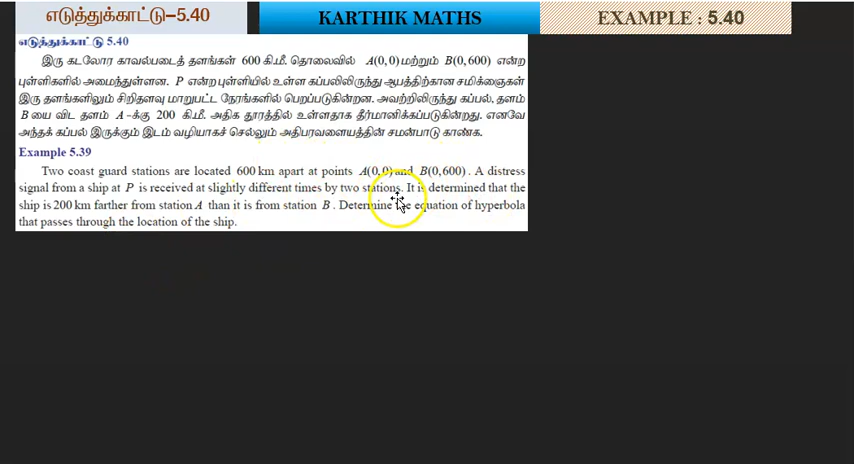 எடுத்துக்காட்டு–5.40
KARTHIK MATHS
EXAMPLE : 5.40
எடுத்துக்காட்டு 5.40
இரு கடலோர காவல்படைத் தளங்கள் 600 கி.மீ. தொலைவில் A(0,0) மற்றும் B(0,600) என்ற
புள்ளிகளில் அமைந்துள்ளன. P என்ற புள்ளியில் உள்ள கப்பலிலிருந்து ஆபத்திற்கான சமிக்ஞைகள்
இரு தளங்களிலும் சிறிதளவு மாறுபட்ட நேரங்களில் பெறப்படுகின்றன. அவற்றிலிருந்து கப்பல், தளம்
B யை விட தளம் A -க்கு 200 கி.மீ. அதிக தூரத்தில் உள்ளதாக தீர்மானிக்கப்படுகிறது. எனவே
அந்தக் கப்பல் இருக்கும் இடம் வழியாகச் செல்லும் அதிபரவளையத்தின் சமன்பாடு காண்க.
Example 5.39
Two coast guard stations are located 600 km apart at points A(0,0) and B(0,600). A distress
signal from a ship at P is received at slightly different times by two stations. It is determined that the
ship is 200 km farther from station A than it is from station B. Determine the equation of hyperbola
that passes through the location of the ship.